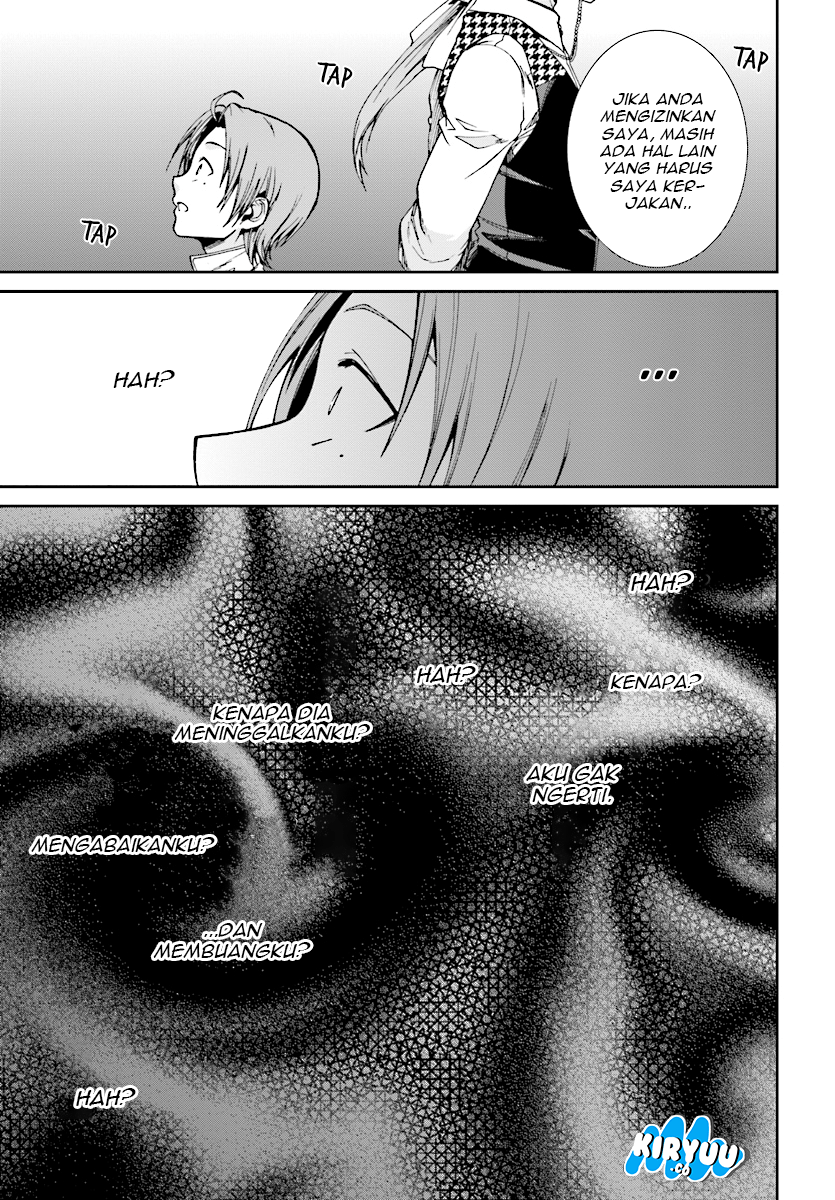 TAP
TAP
JIKA ANDA
MENGIZINKAN
SAYA, MASIH
ADA HAL LAIN
YANG HARUS
SAYA KER-
JAKAN..
TAP
HAH?
...
HAH?
HAH?
KENAPA?
KENAPA DIA
MENINGGALKANKU?
AKU GAK
NGERTI.
MENGABAIKANKU?
...DAN
MEMBUANGKU?
HAH?
KIRYUU
.CO